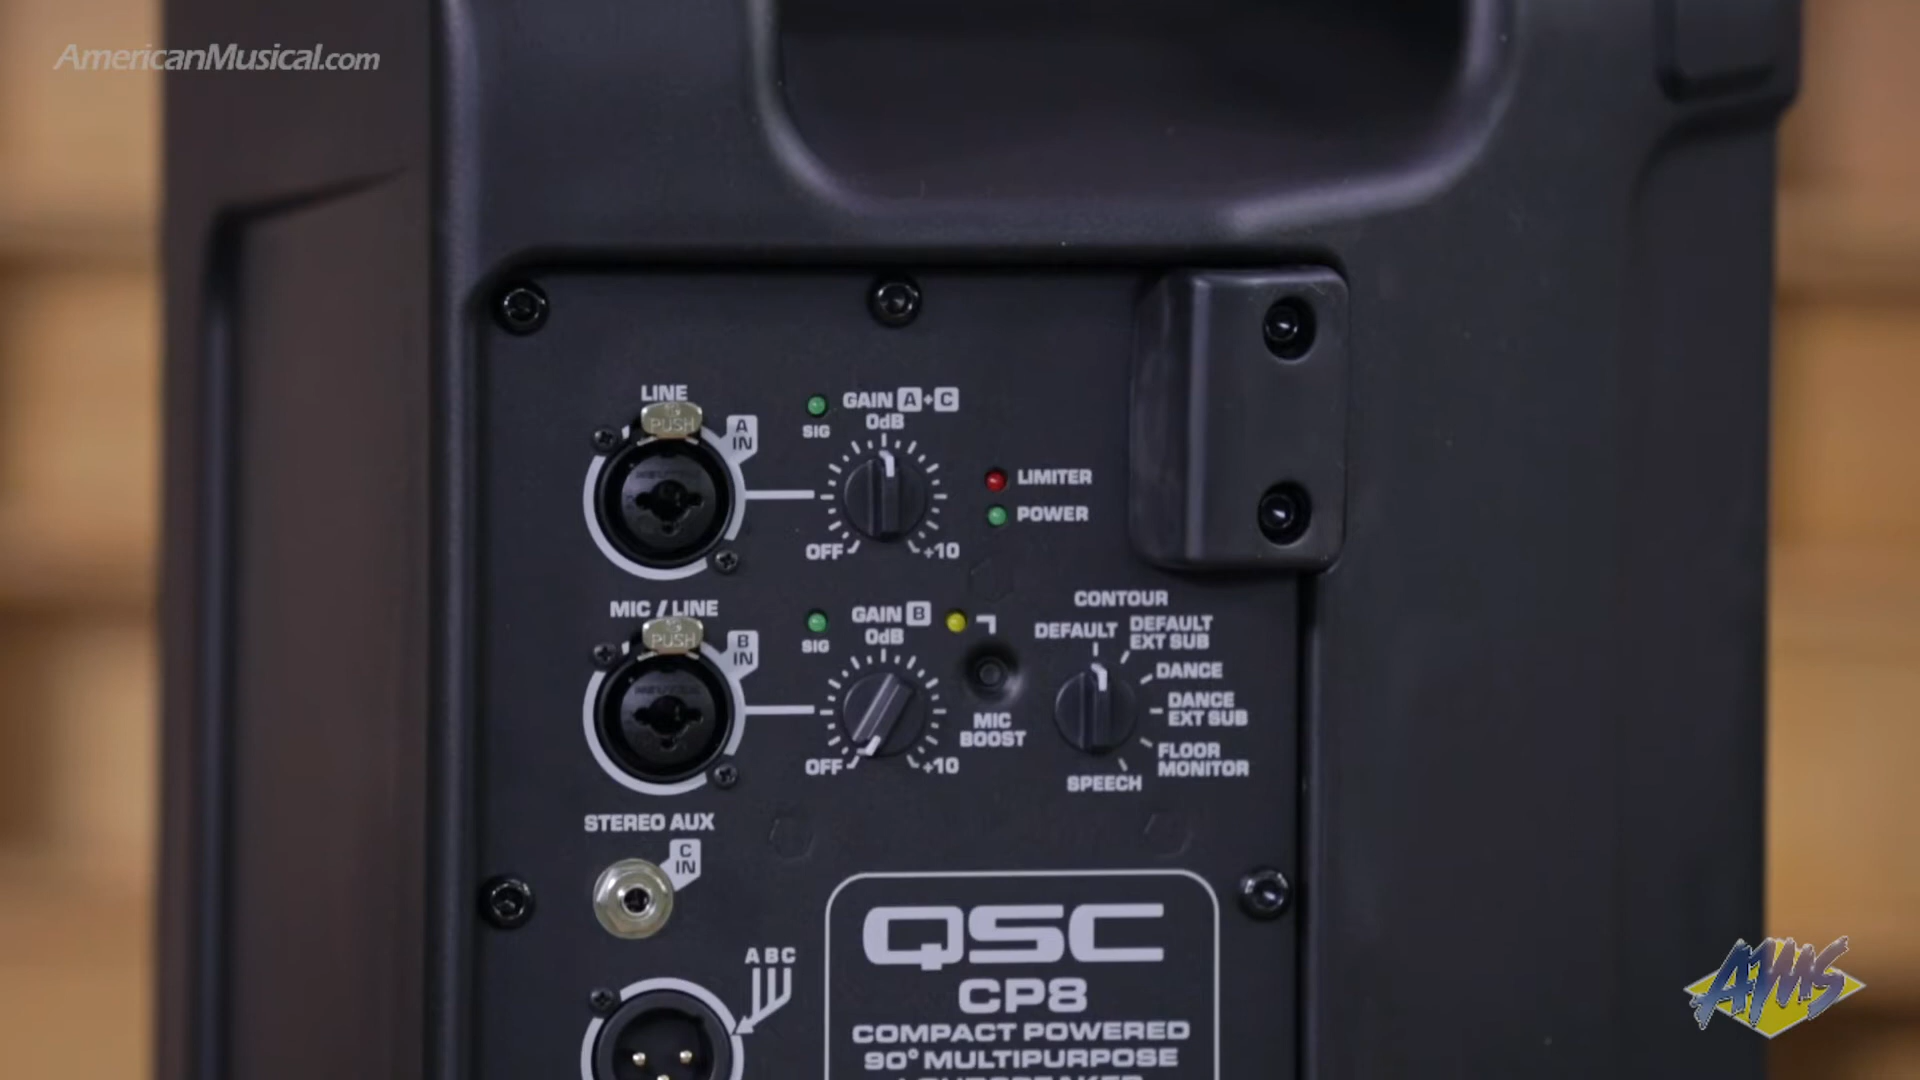 AmericanMusical.com
LINE
PUSH
A
IN
SIG
GAIN A+C
0dB
OFF
+10
LIMITER
POWER
MIC / LINE
PUSH
B
IN
SIG
GAIN B
0dB
OFF
+10
MIC
BOOST
CONTOUR
DEFAULT
DEFAULT
EXT SUB
DANCE
DANCE
EXT SUB
FLOOR
MONITOR
SPEECH
STEREO AUX
C
IN
A B C
QSC
CP8
COMPACT POWERED
90° MULTIPURPOSE
AMS